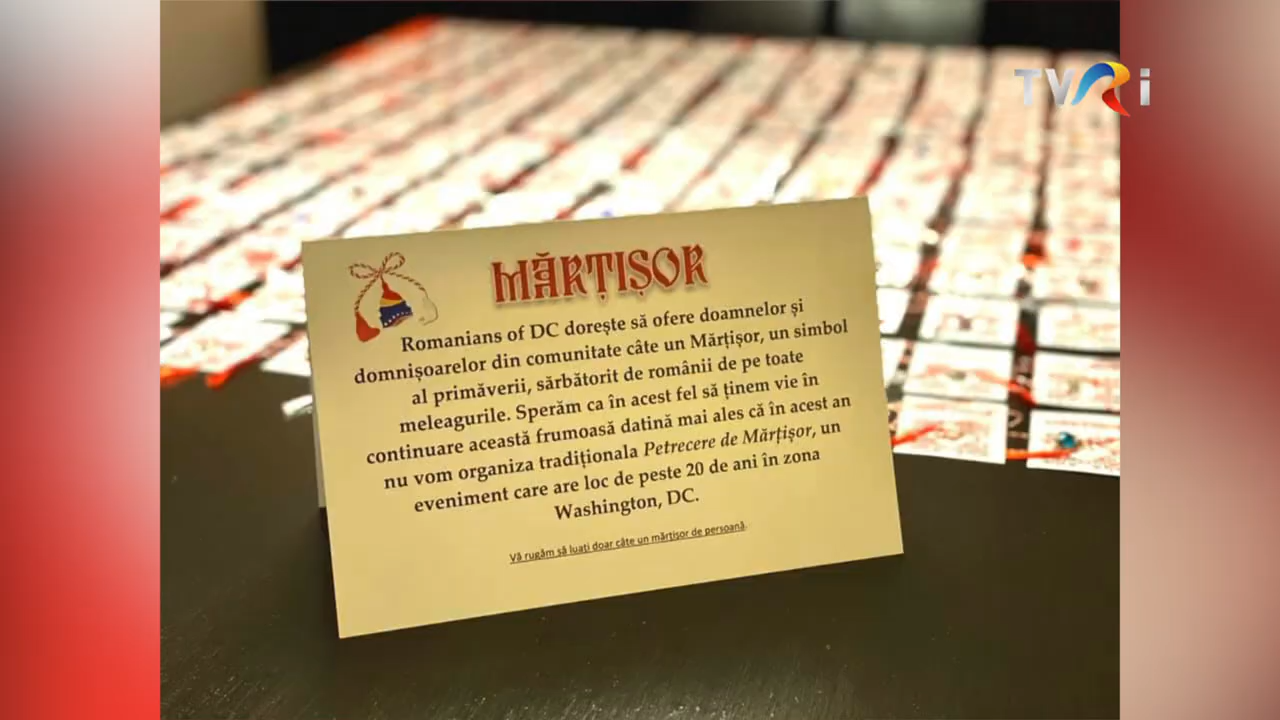 TVRi
MĂRȚIȘOR
Romanians of DC dorește să ofere doamnelor și
domnișoarelor din comunitate câte un Mărțișor, un simbol
al primăverii, sărbătorit de românii de pe toate
meleagurile. Sperăm ca în acest fel să ținem vie în
continuare această frumoasă datină mai ales că în acest an
nu vom organiza tradiționala Petrecere de Mărțișor, un
eveniment care are loc de peste 20 de ani în zona
Washington, DC.
Vă rugăm să luați doar câte un mărțișor de persoană.